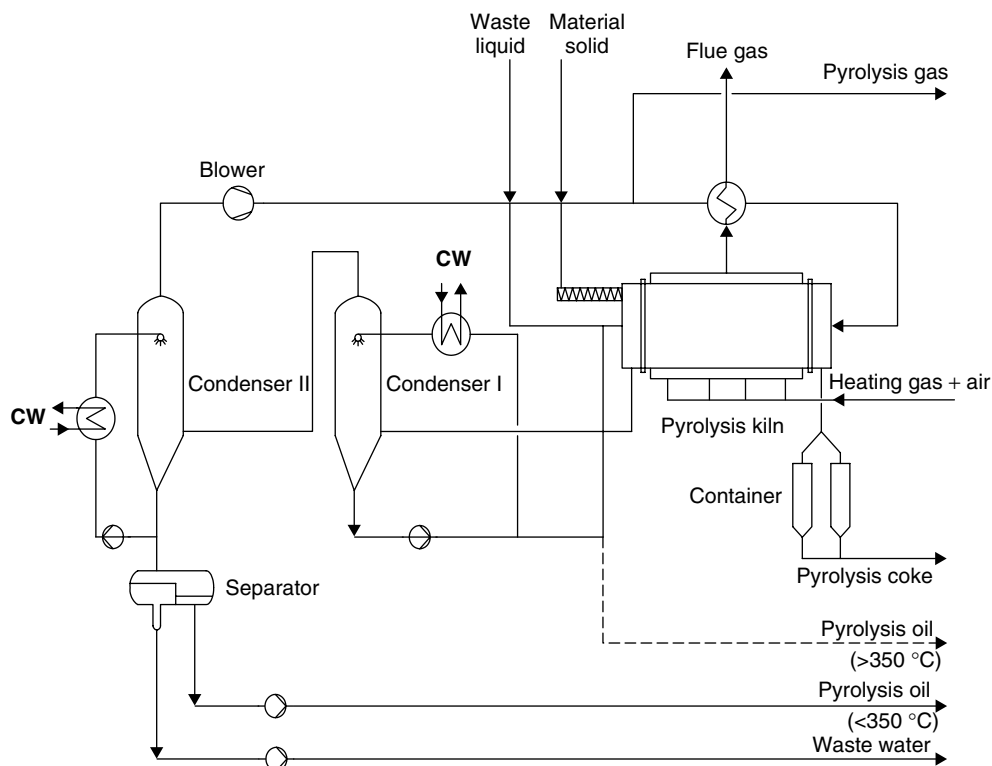 Waste
liquid
Material
solid
Flue gas
Pyrolysis gas
Blower
CW
Condenser II
Condenser I
CW
Heating gas + air
Pyrolysis kiln
Container
Pyrolysis coke
Separator
Pyrolysis oil
(>350 °C)
Pyrolysis oil
(<350 °C)
Waste water